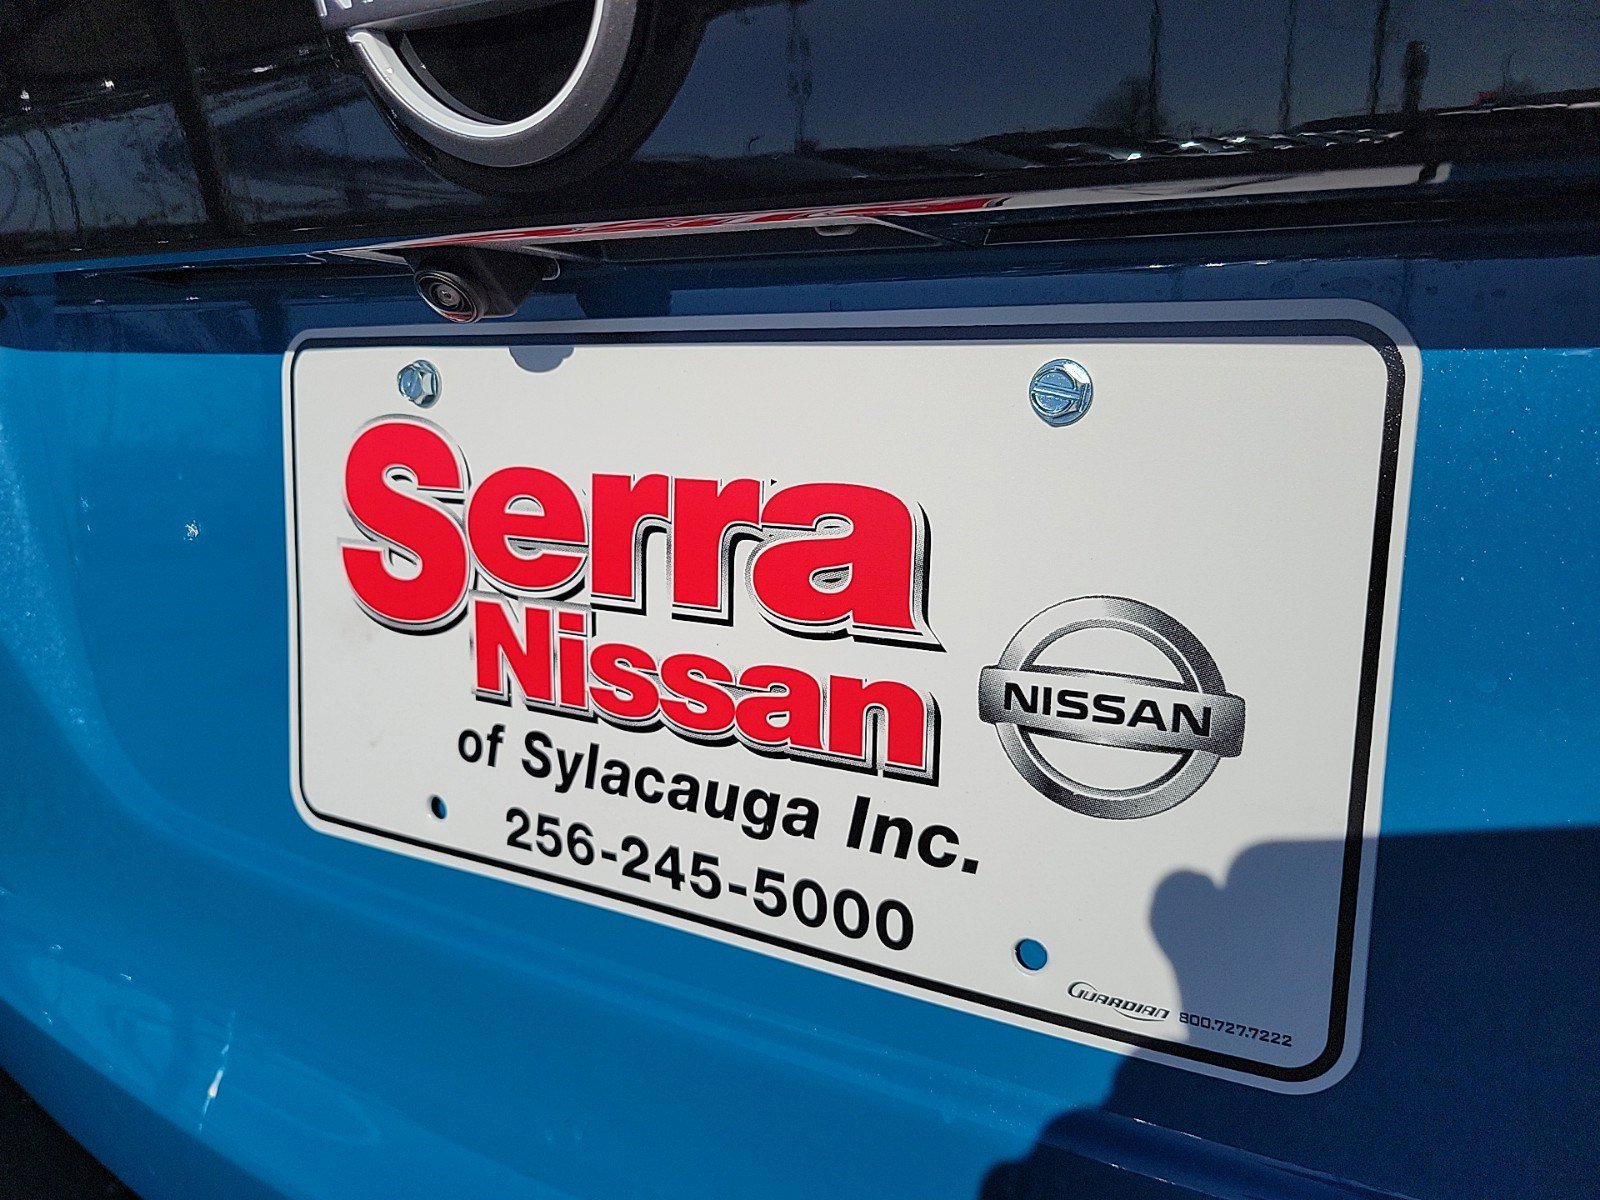 Serra
Nissan
of Sylacauga Inc.
256-245-5000
NISSAN
GUARDIAN 800.727.7222